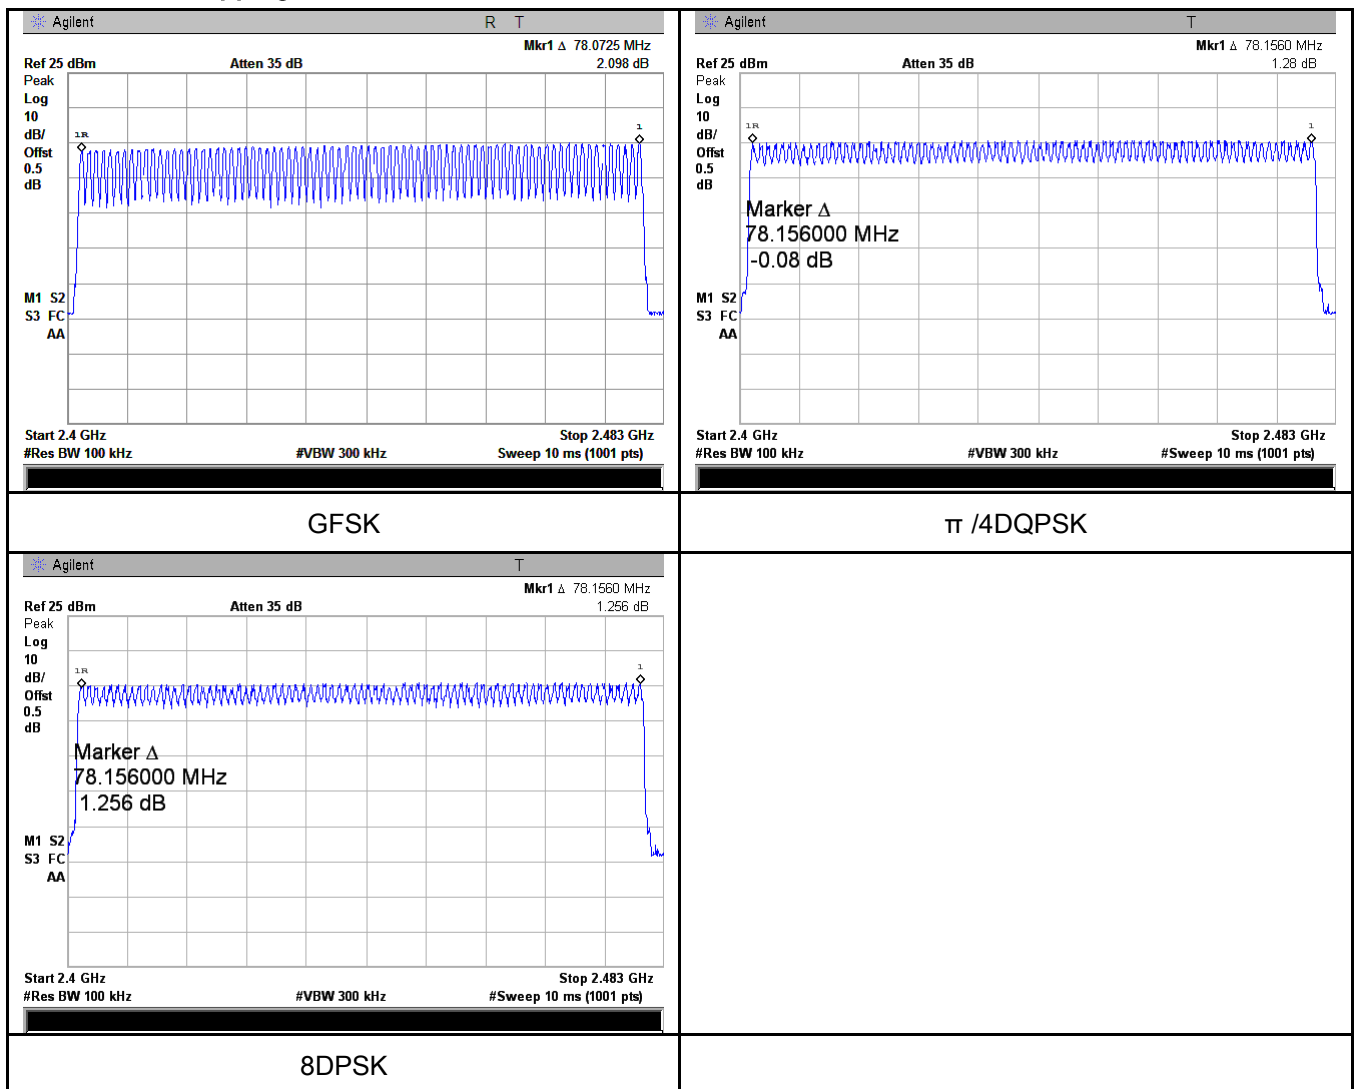 Agilent R T
Mkr1 Δ 78.0725 MHz
Ref 25 dBm Atten 35 dB 2.098 dB
Peak
Log
10
dB/
Offst
0.5
dB
1R
1
M1 S2
S3 FC
AA
Start 2.4 GHz Stop 2.483 GHz
#Res BW 100 kHz #VBW 300 kHz Sweep 10 ms (1001 pts)
GFSK
Agilent T
Mkr1 Δ 78.1560 MHz
Ref 25 dBm Atten 35 dB 1.28 dB
Peak
Log
10
dB/
Offst
0.5
dB
1R
1
Marker Δ
78.156000 MHz
-0.08 dB
M1 S2
S3 FC
AA
Start 2.4 GHz Stop 2.483 GHz
#Res BW 100 kHz #VBW 300 kHz #Sweep 10 ms (1001 pts)
π /4DQPSK
Agilent T
Mkr1 Δ 78.1560 MHz
Ref 25 dBm Atten 35 dB 1.256 dB
Peak
Log
10
dB/
Offst
0.5
dB
1R
1
Marker Δ
78.156000 MHz
1.256 dB
M1 S2
S3 FC
AA
Start 2.4 GHz Stop 2.483 GHz
#Res BW 100 kHz #VBW 300 kHz #Sweep 10 ms (1001 pts)
8DPSK